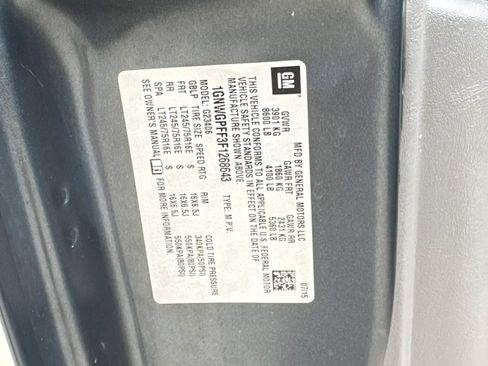 GM
MFD BY GENERAL MOTORS LLC
07/15
GVWR GAWR FRT GAWR RR
3901 KG 1860 KG 2431 KG
8600 LB 4100 LB 5360 LB
THIS VEHICLE CONFORMS TO ALL APPLICABLE U.S. FEDERAL MOTOR
VEHICLE SAFETY STANDARDS IN EFFECT ON THE DATE OF
MANUFACTURE SHOWN ABOVE.
1GNWGPFF3F1268643 TYPE: M.P.V.
MODEL: G23406
GBLP TIRE SIZE SPEED RTG RIM COLD TIRE PRESSURE
FRT LT245/75R16E S 16X6.5J 340KPA(50PSI)
RR LT245/75R16E S 16X6.5J 550KPA(80PSI)
SPA LT245/75R16E S 16X6.5J 550KPA(80PSI)
SEE OWNER'S MANUAL FOR MORE INFORMATION.